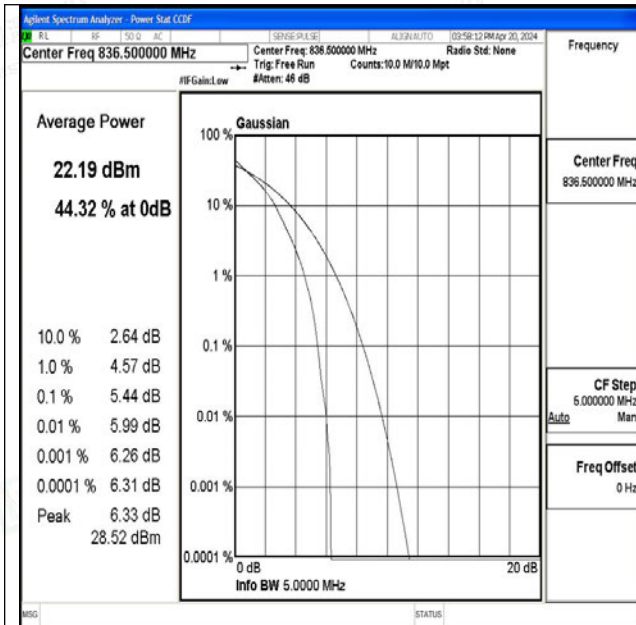 Agilent Spectrum Analyzer - Power Stat CCDF
RL RF 50 Ω AC SENSE:PULSE ALIGN AUTO 03:58:12 PM Apr 20, 2024
Center Freq 836.500000 MHz
Center Freq: 836.500000 MHz
Radio Std: None
Trig: Free Run
Counts:10.0 M/10.0 Mpt
#IFGain:Low
#Atten: 46 dB
Frequency
Average Power
22.19 dBm
44.32 % at 0dB
10.0 % 2.64 dB
1.0 % 4.57 dB
0.1 % 5.44 dB
0.01 % 5.99 dB
0.001 % 6.26 dB
0.0001 % 6.31 dB
Peak 6.33 dB
28.52 dBm
Gaussian
100 %
10 %
1 %
0.1 %
0.01 %
0.001 %
0.0001 %
0 dB
20 dB
Info BW 5.0000 MHz
Center Freq
836.500000 MHz
CF Step
5.000000 MHz
Auto Man
Freq Offset
0 Hz
MSG
STATUS